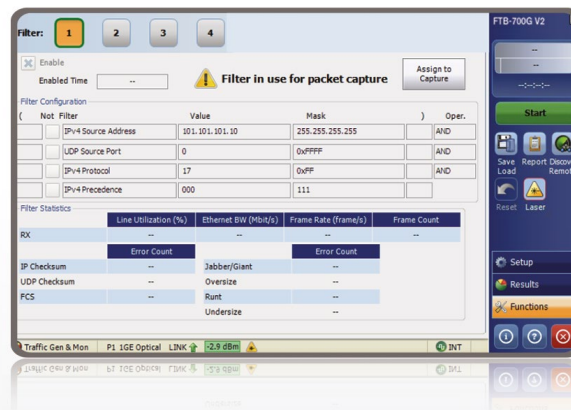 FTB-700G V2
Filter: 1 2 3 4
Enable
Enabled Time --
Filter in use for packet capture
Assign to
Capture
--
--
--:--:--
Start
Filter Configuration
( Not Filter Value Mask ) Oper.
IPv4 Source Address 101.101.101.10 255.255.255.255 AND
UDP Source Port 0 0xFFFF AND
IPv4 Protocol 17 0xFF AND
IPv4 Precedence 000 111
Save
Load
Report
Discov
Remot
Reset Laser
Filter Statistics
Line Utilization (%) Ethernet BW (Mbit/s) Frame Rate (frame/s) Frame Count
RX -- -- -- --
Error Count Error Count
IP Checksum -- Jabber/Giant --
UDP Checksum -- Oversize --
FCS -- Runt --
Undersize --
Setup
Results
Functions
Traffic Gen & Mon P1 1GE Optical LINK -2.9 dBm INT